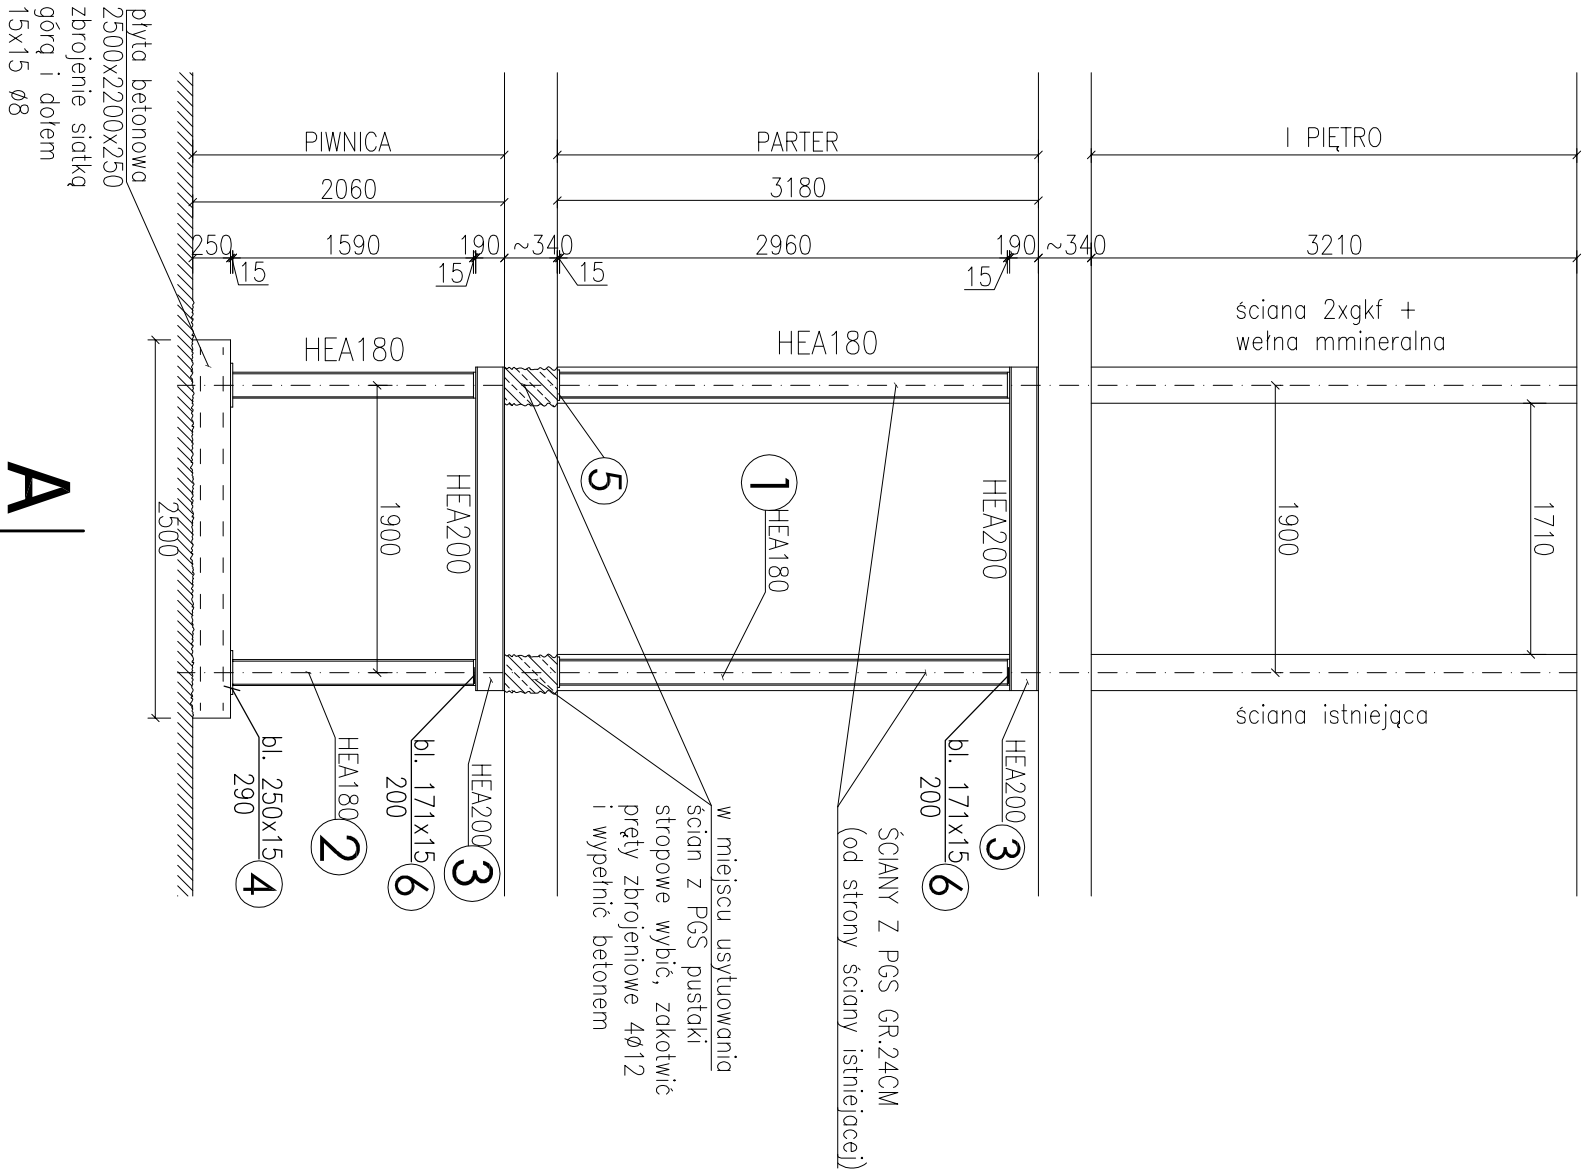 płyta betonowa
2500x2200x250
zbrojenie siatką
górą i dołem
15x15 ø8
PIWNICA
PARTER
I PIĘTRO
2060
3180
250
1590
190
~340
2960
190
~340
3210
15
15
15
15
ściana 2xgkf +
wełna mmineralna
HEA180
HEA180
HEA200
HEA200
5
1
HEA180
1900
1900
1710
2500
A
ściana istniejąca
bl. 250x15
290
4
HEA180
2
bl. 171x15
200
6
HEA200
3
bl. 171x15
200
6
HEA200
3
w miejscu usytuowania
ścian z PGS pustaki
stropowe wybić, zakotwić
pręty zbrojeniowe 4ø12
i wypełnić betonem
ŚCIANY Z PGS GR.24CM
(od strony ściany istniejacej)